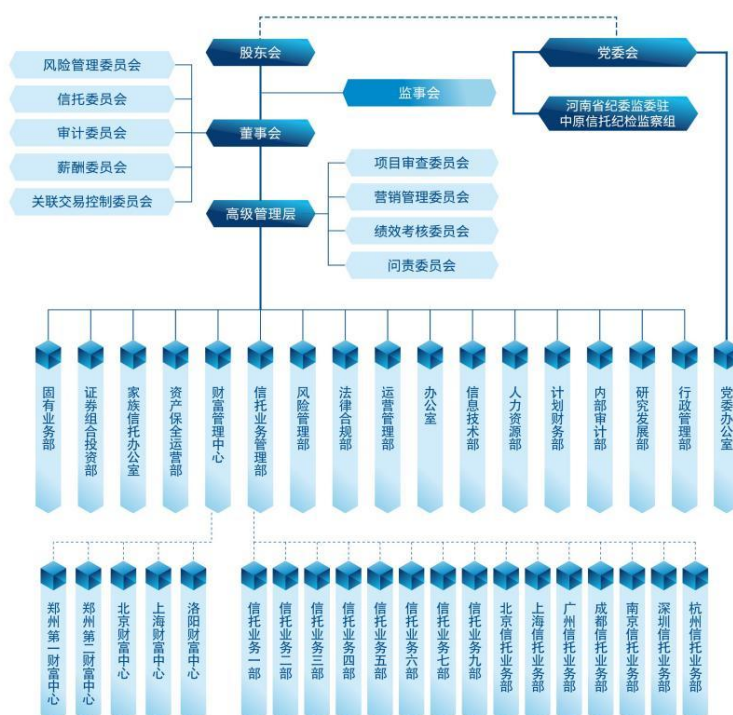 股东会
党委会
风险管理委员会
信托委员会
审计委员会
薪酬委员会
关联交易控制委员会
监事会
河南省纪委监委驻
中原信托纪检监察组
董事会
项目审查委员会
营销管理委员会
绩效考核委员会
问责委员会
高级管理层
固有业务部
证券组合投资部
家族信托办公室
资产保全运营部
财富管理中心
信托业务管理部
风险管理部
法律合规部
运营管理部
办公室
信息技术部
人力资源部
计划财务部
内部审计部
研究发展部
行政管理部
党委办公室
郑州第一财富中心
郑州第二财富中心
北京财富中心
上海财富中心
洛阳财富中心
信托业务一部
信托业务二部
信托业务三部
信托业务四部
信托业务五部
信托业务六部
信托业务七部
信托业务九部
北京信托业务部
上海信托业务部
广州信托业务部
成都信托业务部
南京信托业务部
深圳信托业务部
杭州信托业务部